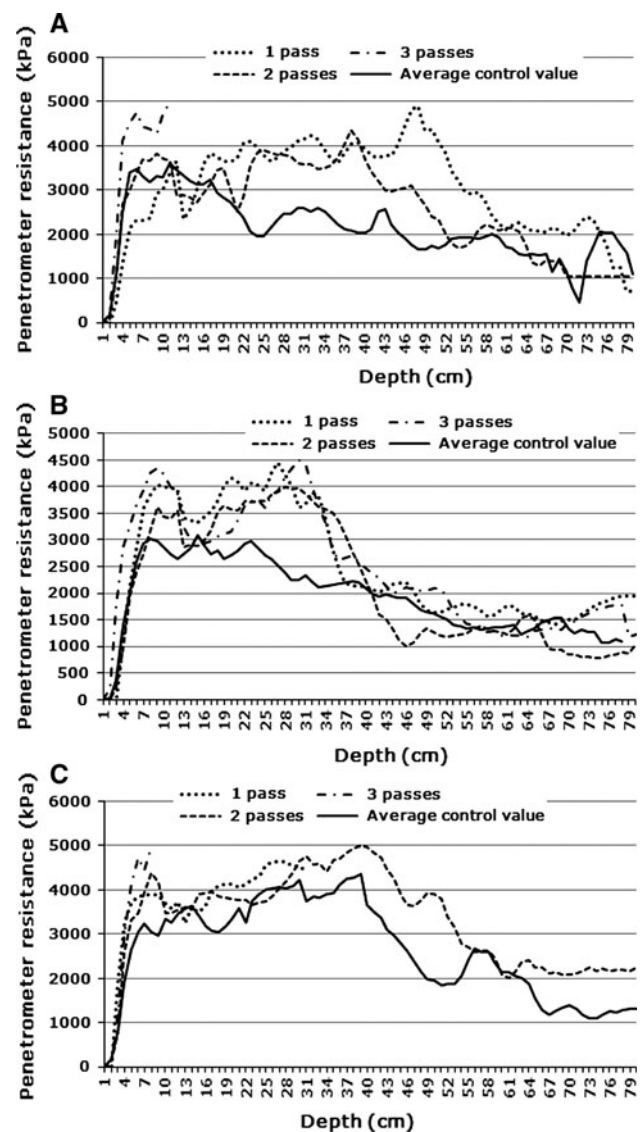 A
1 pass 3 passes
2 passes Average control value
Penetrometer resistance (kPa)
6000
5000
4000
3000
2000
1000
0
1 4 7 10 13 16 19 22 25 28 31 34 37 40 43 46 49 52 55 58 61 64 67 70 73 76 79
Depth (cm)
B
1 pass 3 passes
2 passes Average control value
Penetrometer resistance (kPa)
5000
4500
4000
3500
3000
2500
2000
1500
1000
500
0
1 4 7 10 13 16 19 22 25 28 31 34 37 40 43 46 49 52 55 58 61 64 67 70 73 76 79
Depth (cm)
C
1 pass 3 passes
2 passes Average control value
Penetrometer resistance (kPa)
6000
5000
4000
3000
2000
1000
0
1 4 7 10 13 16 19 22 25 28 31 34 37 40 43 46 49 52 55 58 61 64 67 70 73 76 79
Depth (cm)